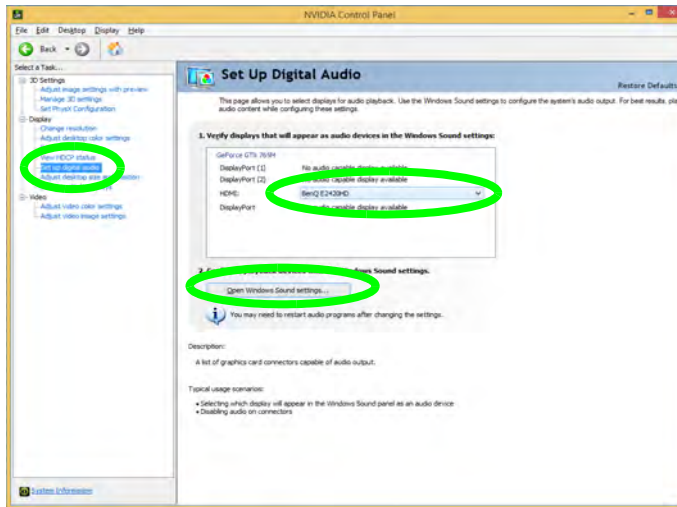 NVIDIA Control Panel
File Edit Desktop Display Help
Back
Select a Task...
3D Settings
Adjust image settings with preview
Manage 3D settings
Set PhysX Configuration
Display
Change resolution
Adjust desktop color settings
View HDCP status
Set up digital audio
Adjust desktop size
Video
Adjust video color settings
Adjust video image settings
System Information
Set Up Digital Audio
Restore Defaults
This page allows you to select displays for audio playback. Use the Windows Sound settings to configure the system's audio output. For best results, pla
audio content while configuring these settings.
1. Verify displays that will appear as audio devices in the Windows Sound settings:
GeForce GTX 765M
DisplayPort (1) No audio capable display available
DisplayPort (2) audio capable display available
HDMI: BenQ E2420HD
DisplayPort audio capable display available
2. Sound settings.
Open Windows Sound settings...
You may need to restart audio programs after changing the settings.
Description:
A list of graphics card connectors capable of audio output.
Typical usage scenarios:
• Selecting which display will appear in the Windows Sound panel as an audio device
• Disabling audio on connectors